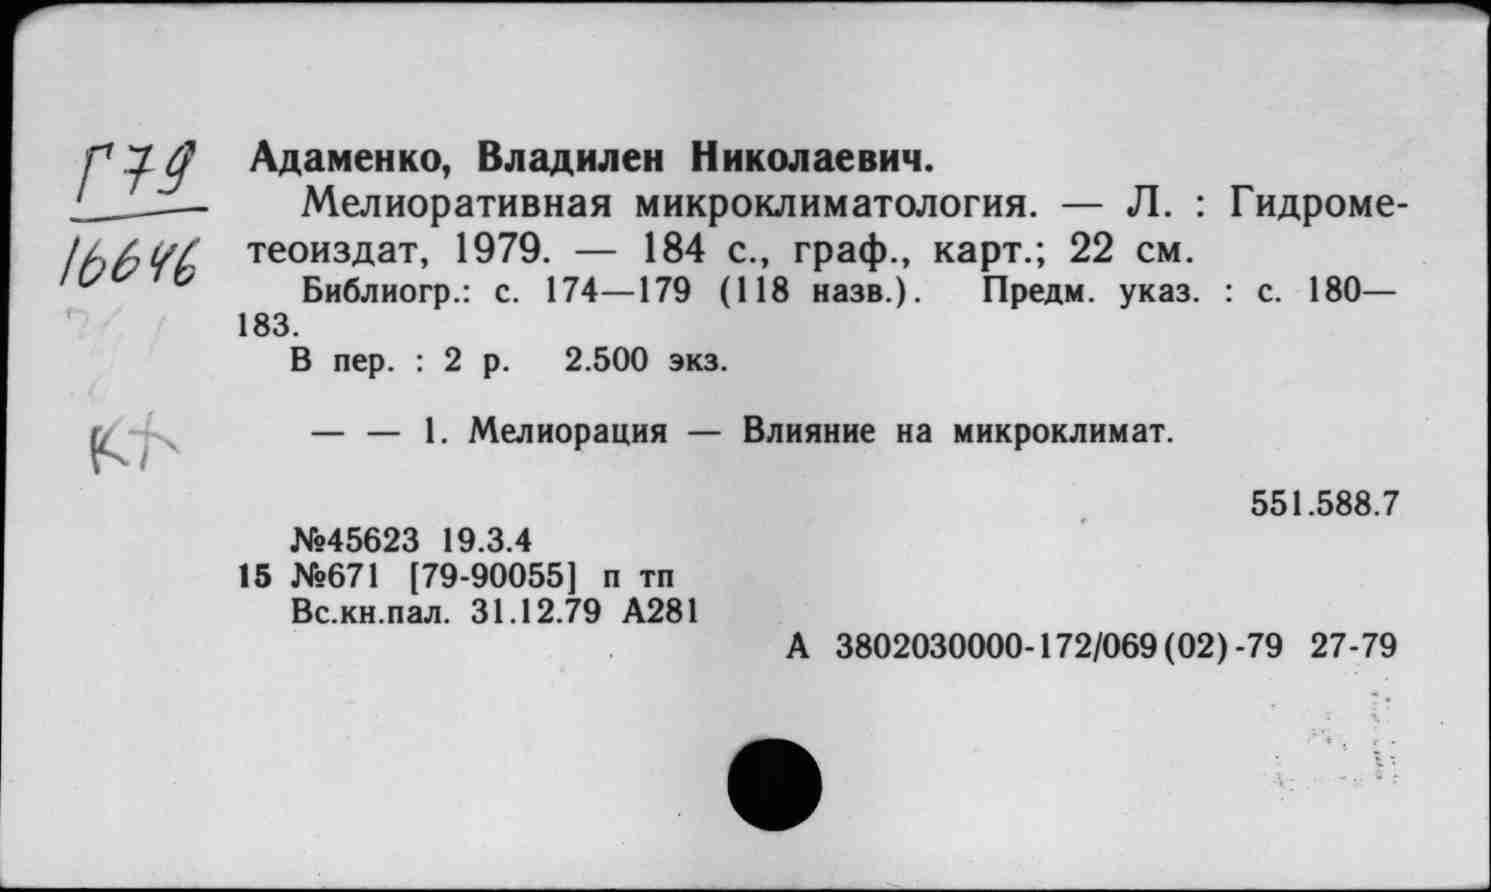 Г79
16646
Адаменко, Владилен Николаевич.
Мелиоративная микроклиматология. — Л. : Гидроме-
теоиздат, 1979. — 184 с., граф., карт.; 22 см.
Библиогр.: с. 174—179 (118 назв.). Предм. указ. : с. 180—
183.
В пер. : 2 р. 2.500 экз.
— — 1. Мелиорация — Влияние на микроклимат.
551.588.7
№45623 19.3.4
15 №671 [79-90055] п тп
Вс.кн.пал. 31.12.79 А281
А 3802030000-172/069(02)-79 27-79